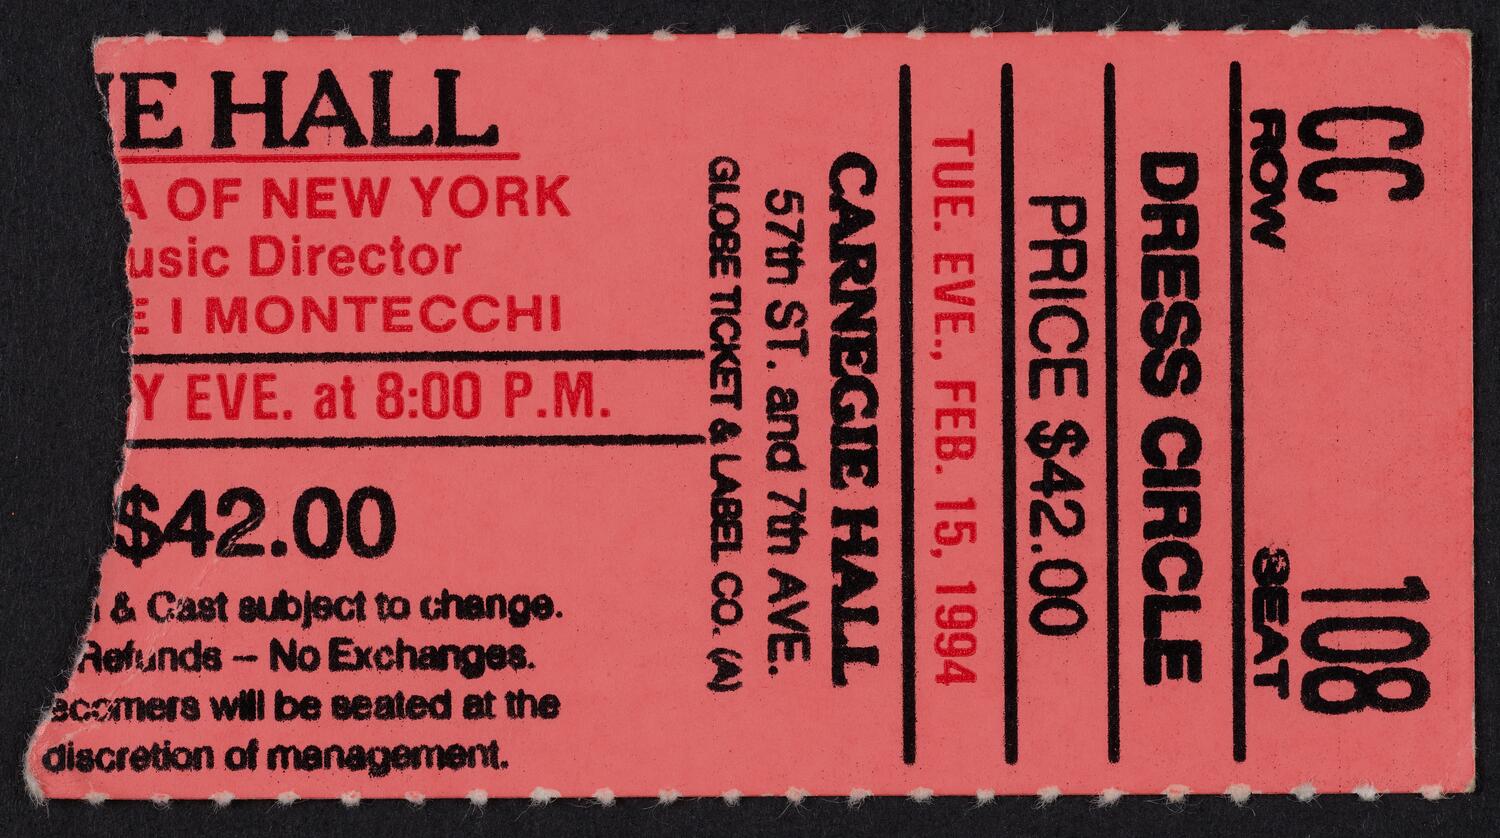 E HALL
A OF NEW YORK
usic Director
E I MONTECCHI
Y EVE. at 8:00 P.M.
$42.00
& Cast subject to change.
Refunds – No Exchanges.
ecomers will be seated at the
discretion of management.
GLOBE TICKET & LABEL CO. (A)
57th ST. and 7th AVE.
CARNEGIE HALL
TUE. EVE., FEB. 15, 1994
PRICE $42.00
DRESS CIRCLE
ROW SEAT
CC 108